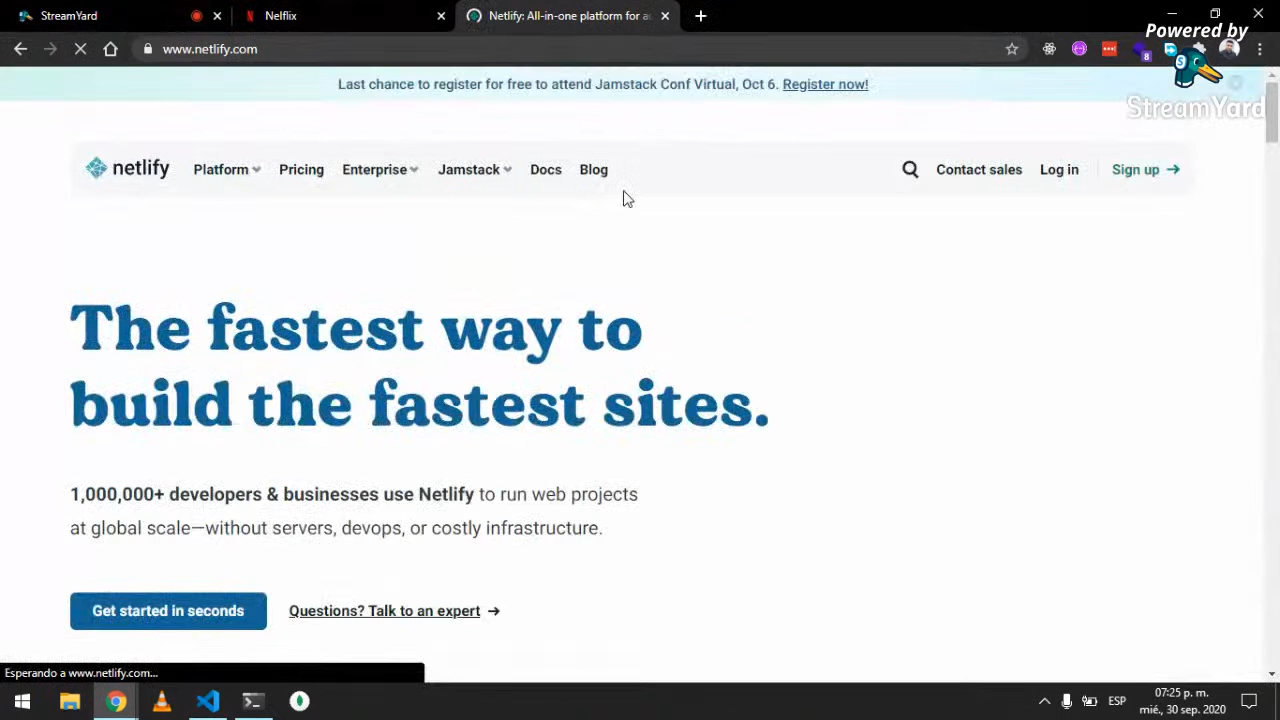 StreamYard
Nelflix
Netlify: All-in-one platform for au
Powered by
www.netlify.com
8
StreamYard
Last chance to register for free to attend Jamstack Conf Virtual, Oct 6. Register now!
netlify Platform Pricing Enterprise Jamstack Docs Blog Contact sales Log in Sign up →
The fastest way to
build the fastest sites.
1,000,000+ developers & businesses use Netlify to run web projects
at global scale—without servers, devops, or costly infrastructure.
Get started in seconds Questions? Talk to an expert →
Esperando a www.netlify.com...
ESP
07:25 p. m.
mié., 30 sep. 2020